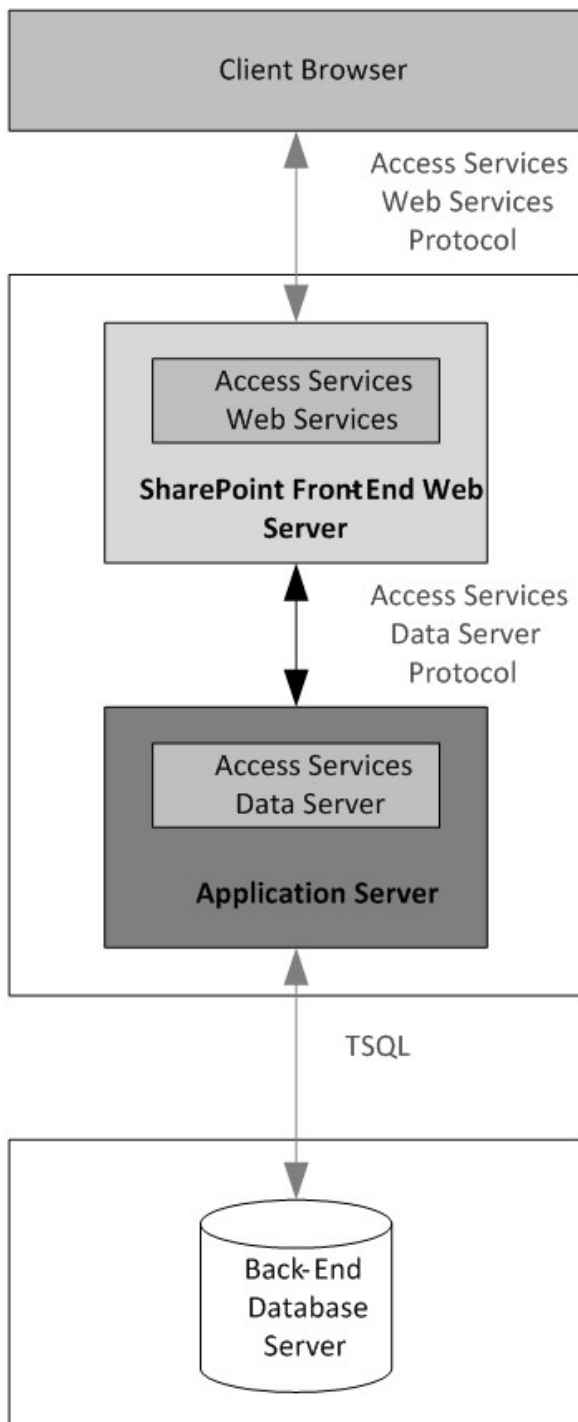 Client Browser
Access Services
Web Services
Protocol
Access Services
Web Services
SharePoint Front-End Web
Server
Access Services
Data Server
Protocol
Access Services
Data Server
Application Server
TSQL
Back-End
Database
Server